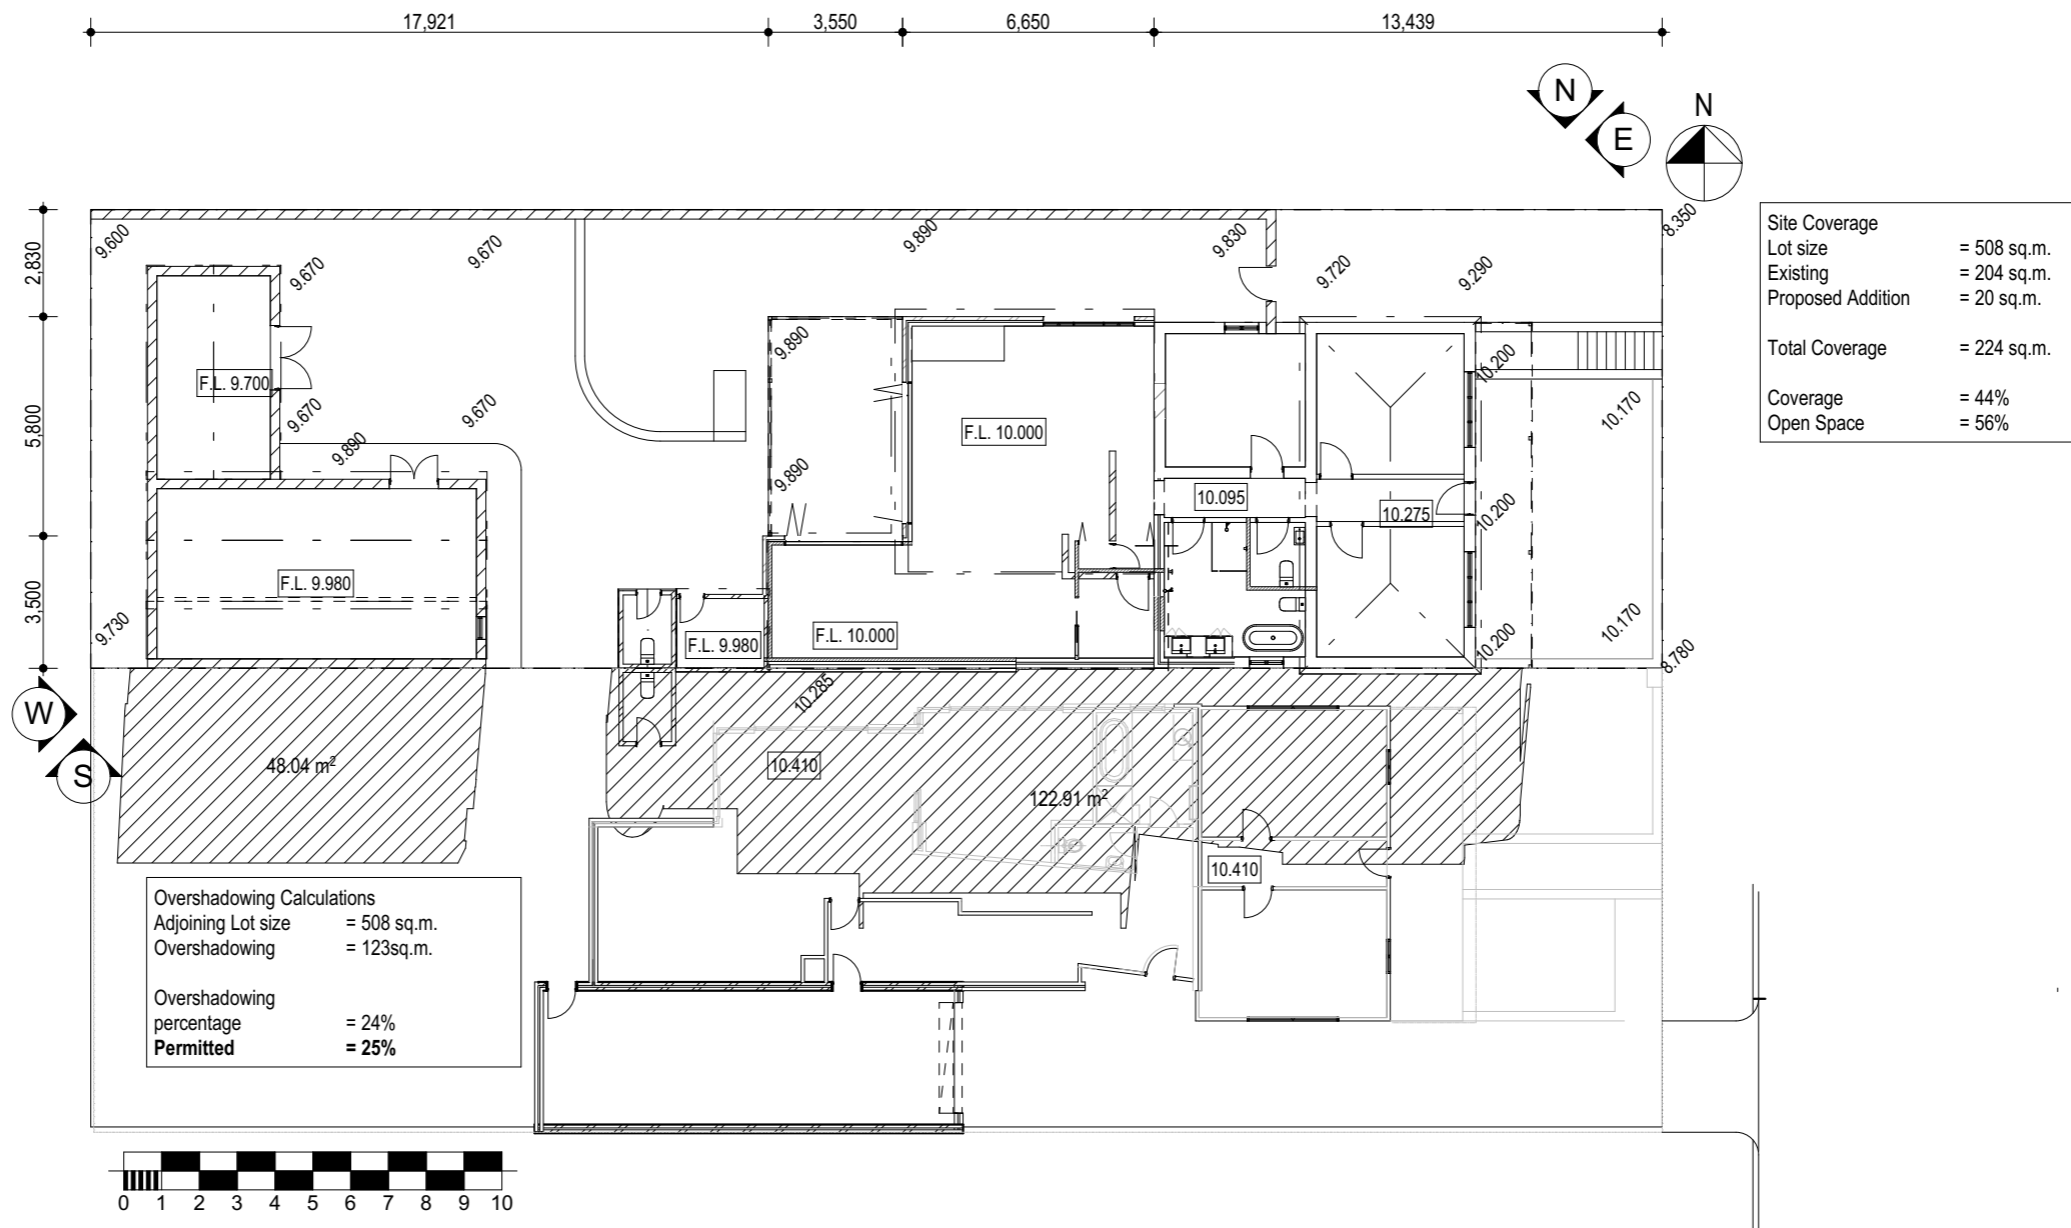 17,921 3,550 6,650 13,439
N
E
N
2,830
5,800
3,500
9.600
9.670
9.670
9.890
9.830
9.720
9.290
8.350
Site Coverage
Lot size = 508 sq.m.
Existing = 204 sq.m.
Proposed Addition = 20 sq.m.
Total Coverage = 224 sq.m.
Coverage = 44%
Open Space = 56%
F.L. 9.700
9.670
9.670
9.890
9.890
9.890
F.L. 10.000
10.200
10.170
10.095
10.275
10.200
F.L. 9.980
9.730
F.L. 9.980
F.L. 10.000
10.200
10.170
8.780
W
S
48.04 m²
10.285
10.410
122.91 m²
10.410
Overshadowing Calculations
Adjoining Lot size = 508 sq.m.
Overshadowing = 123sq.m.
Overshadowing
percentage = 24%
Permitted = 25%
0 1 2 3 4 5 6 7 8 9 10